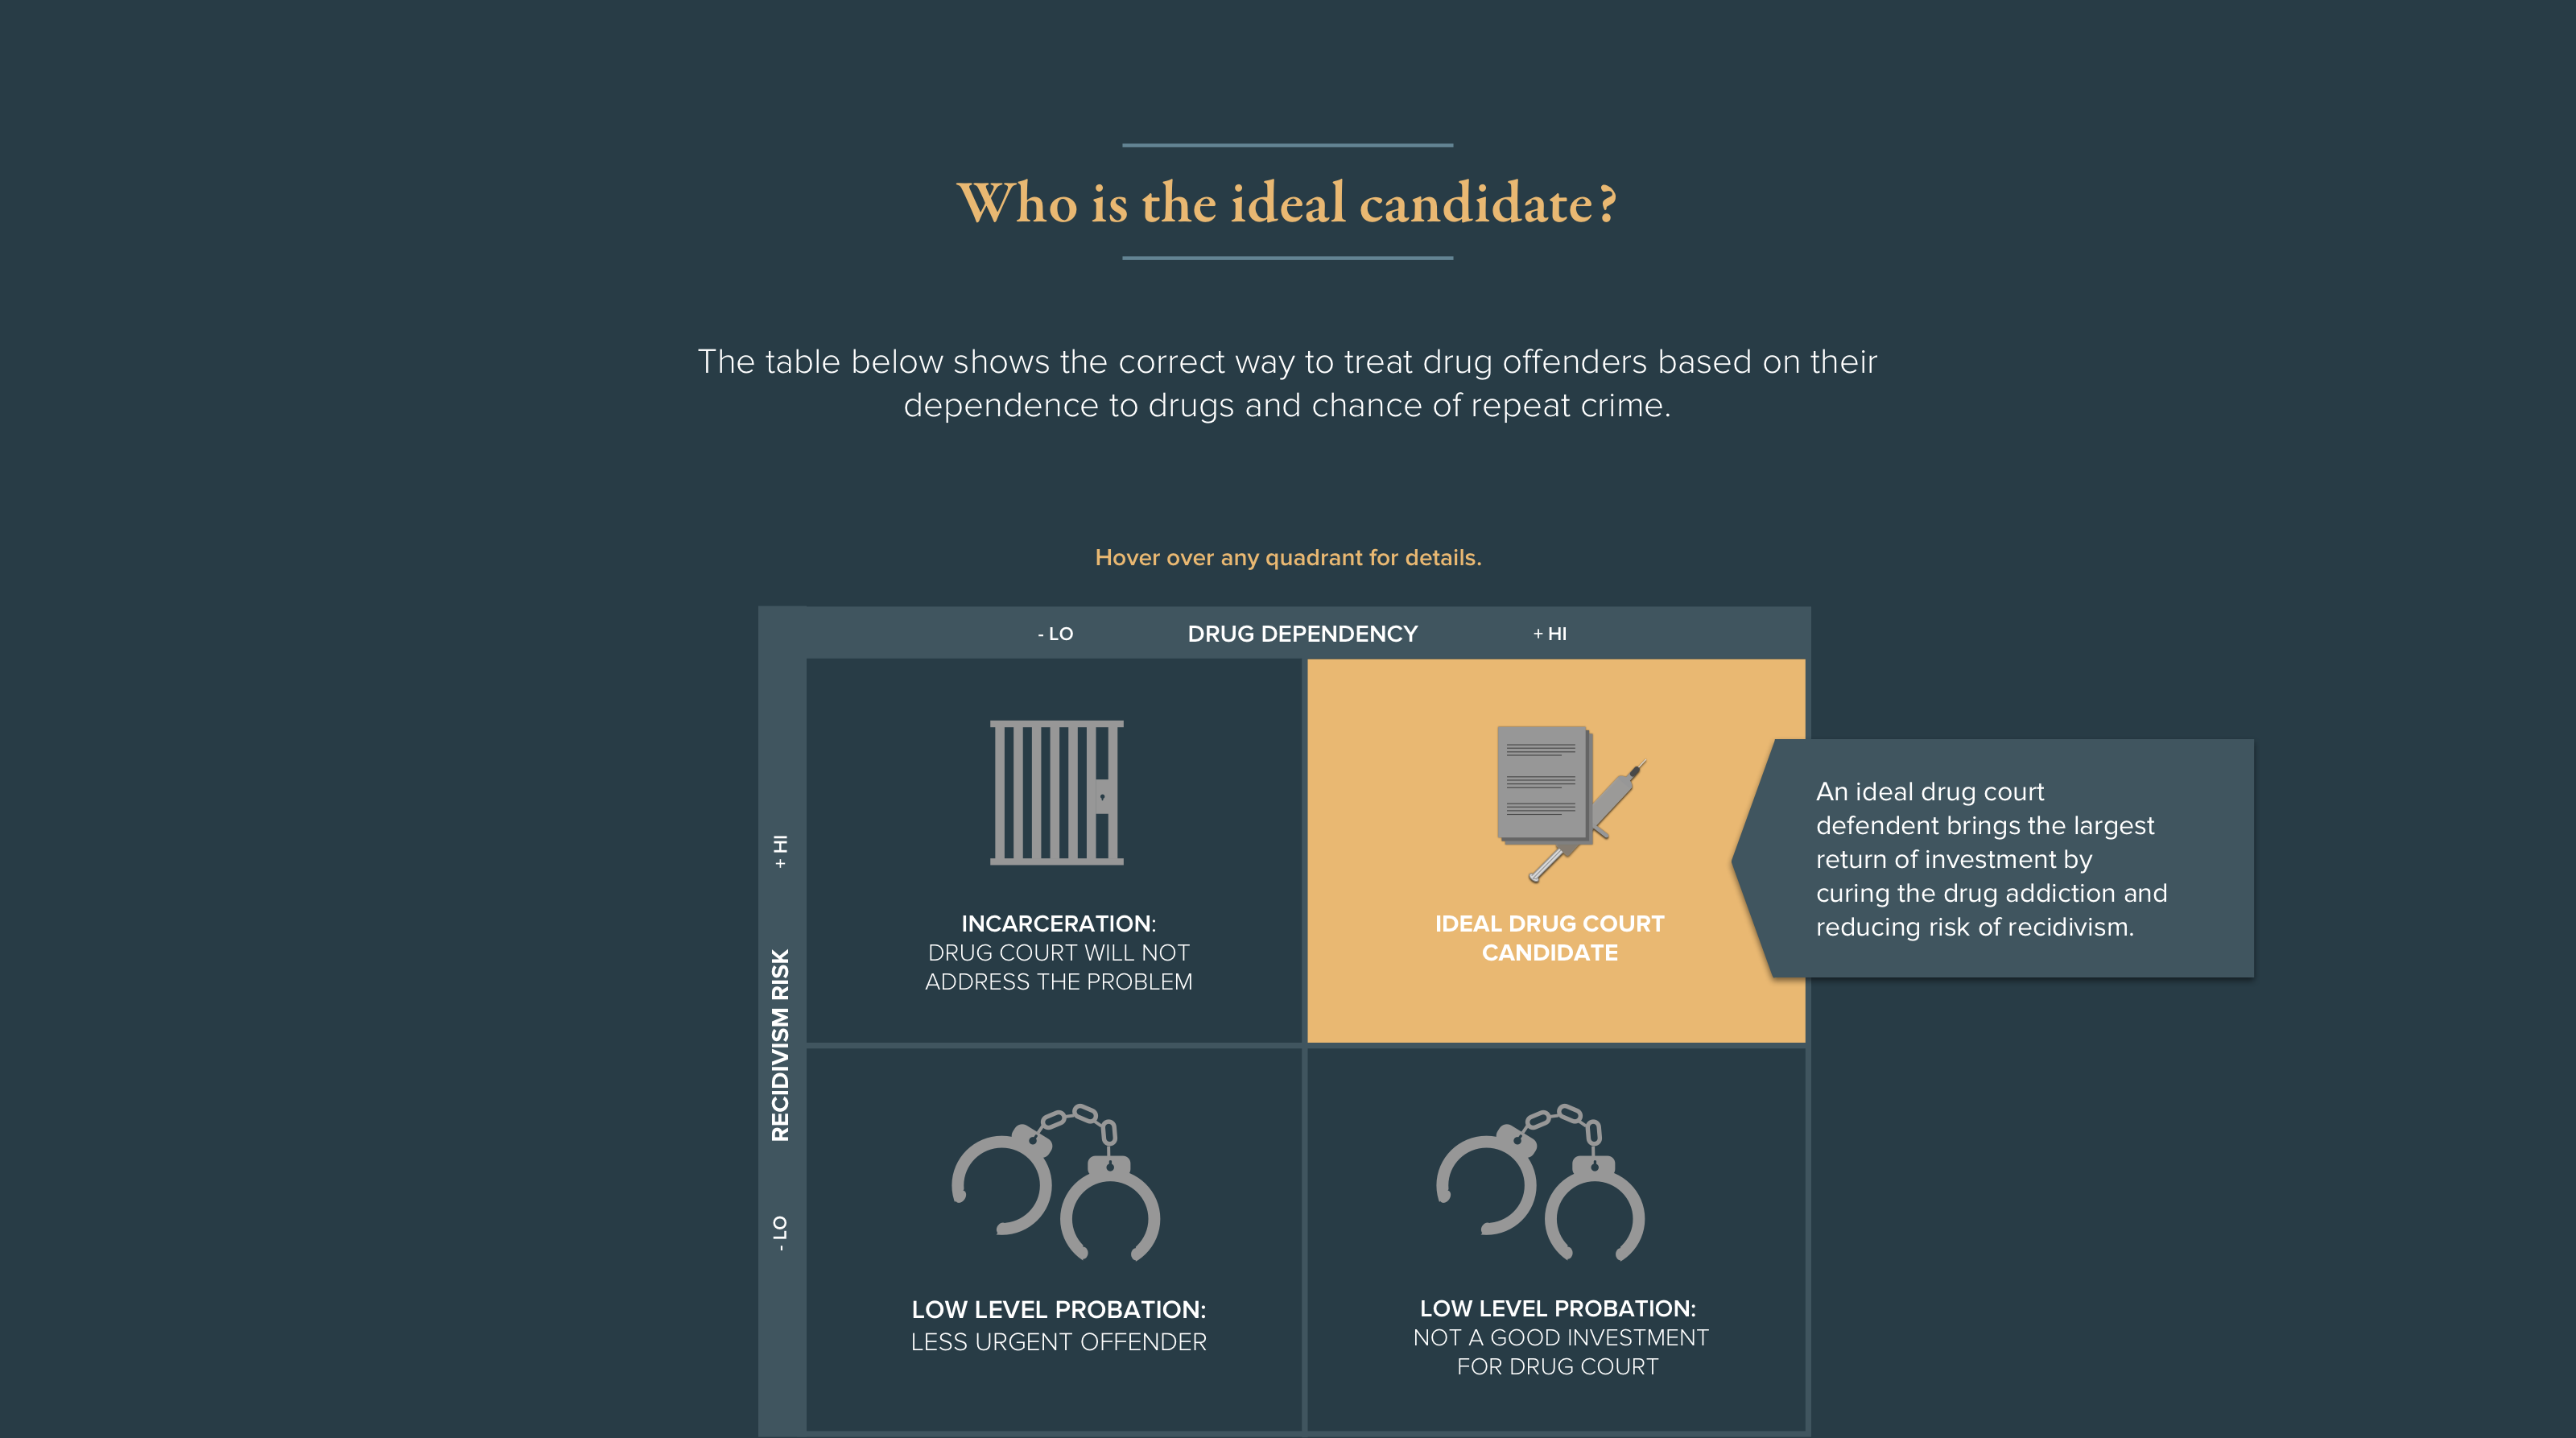 Who is the ideal candidate?
The table below shows the correct way to treat drug offenders based on their
dependence to drugs and chance of repeat crime.
Hover over any quadrant for details.
- LO DRUG DEPENDENCY + HI
RECIDIVISM RISK
+ HI
- LO
INCARCERATION:
DRUG COURT WILL NOT
ADDRESS THE PROBLEM
IDEAL DRUG COURT
CANDIDATE
An ideal drug court
defendent brings the largest
return of investment by
curing the drug addiction and
reducing risk of recidivism.
LOW LEVEL PROBATION:
LESS URGENT OFFENDER
LOW LEVEL PROBATION:
NOT A GOOD INVESTMENT
FOR DRUG COURT